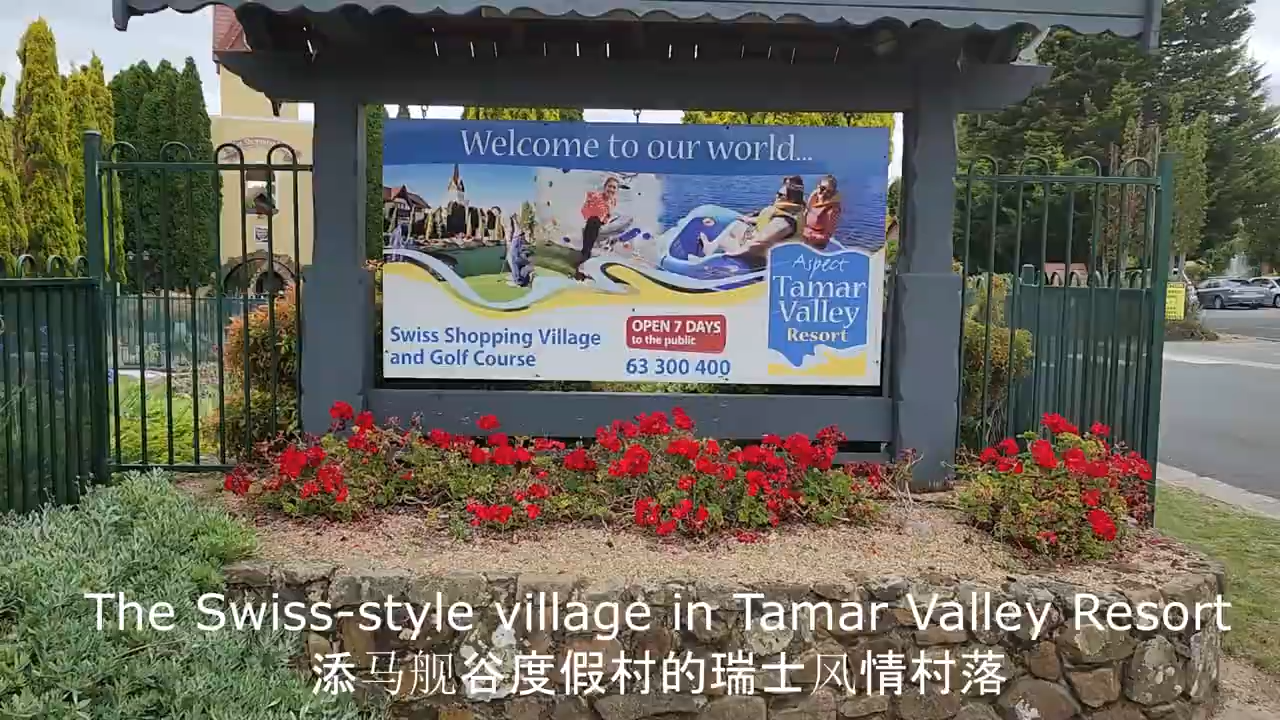 Welcome to our world...
Aspect
Tamar
Valley
Resort
Swiss Shopping Village
and Golf Course
OPEN 7 DAYS
to the public
63 300 400
The Swiss-style village in Tamar Valley Resort
添马舰谷度假村的瑞士风情村落